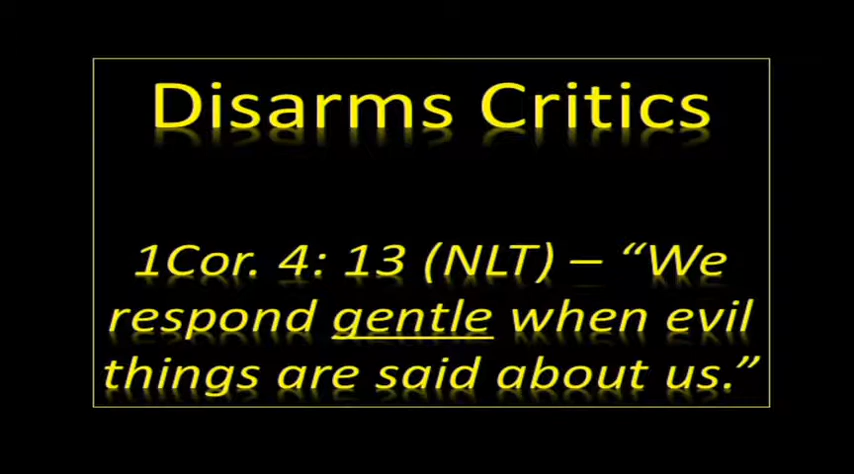 Disarms Critics
1Cor. 4: 13 (NLT) – “We
respond gentle when evil
things are said about us.”